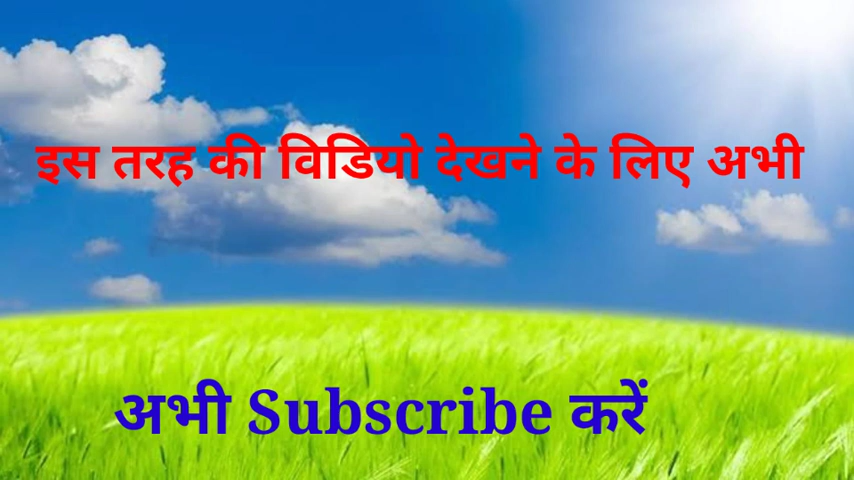 इस तरह की विडियो देखने के लिए अभी
अभी Subscribe करें